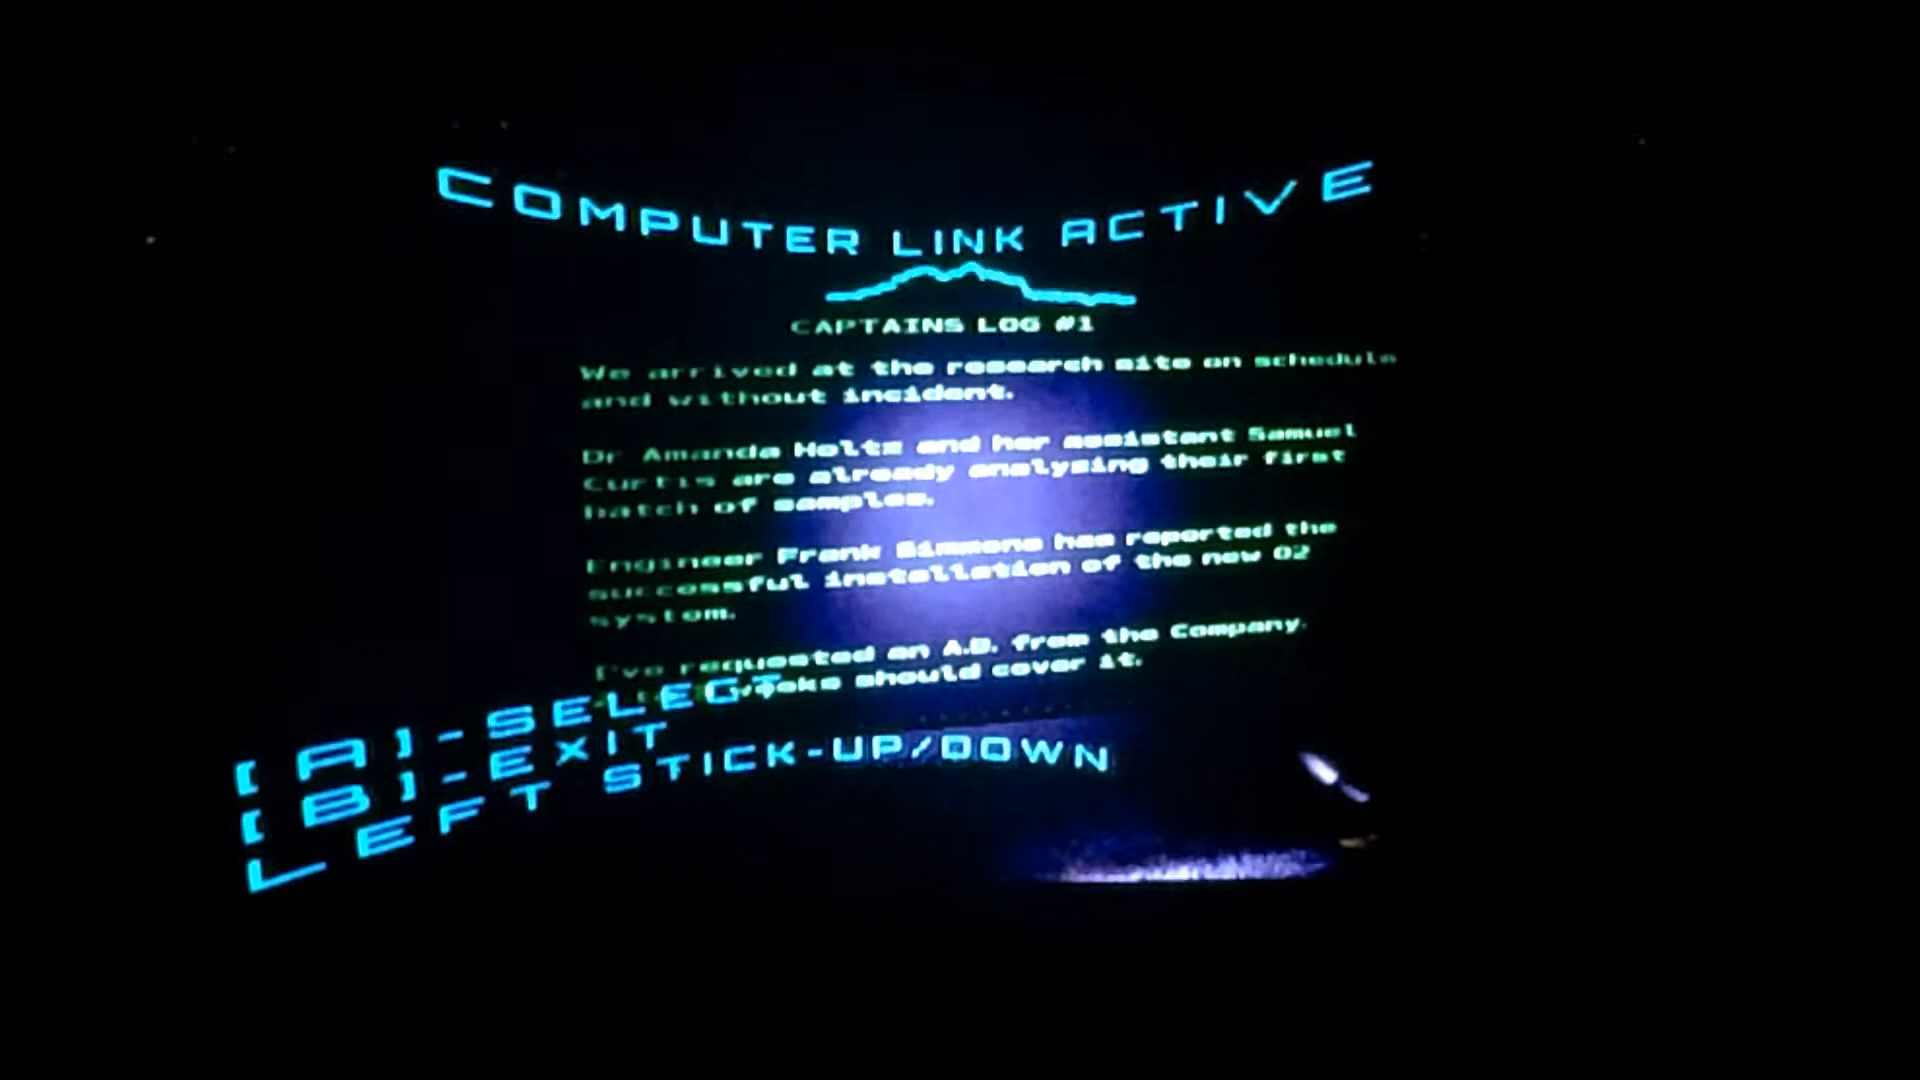 COMPUTER LINK ACTIVE
CAPTAINS LOG #1
We arrived at the research site on schedule
and without incident.
Dr Amanda Holtz and her assistant Samuel
Curtis are already analyzing their first
batch of samples.
Engineer Frank Simmons has reported the
successful installation of the new O2
system.
I've requested an A.D. from the Company.
weeks should cover it.
[A]-SELECT
[B]-EXIT
LEFT STICK-UP/DOWN